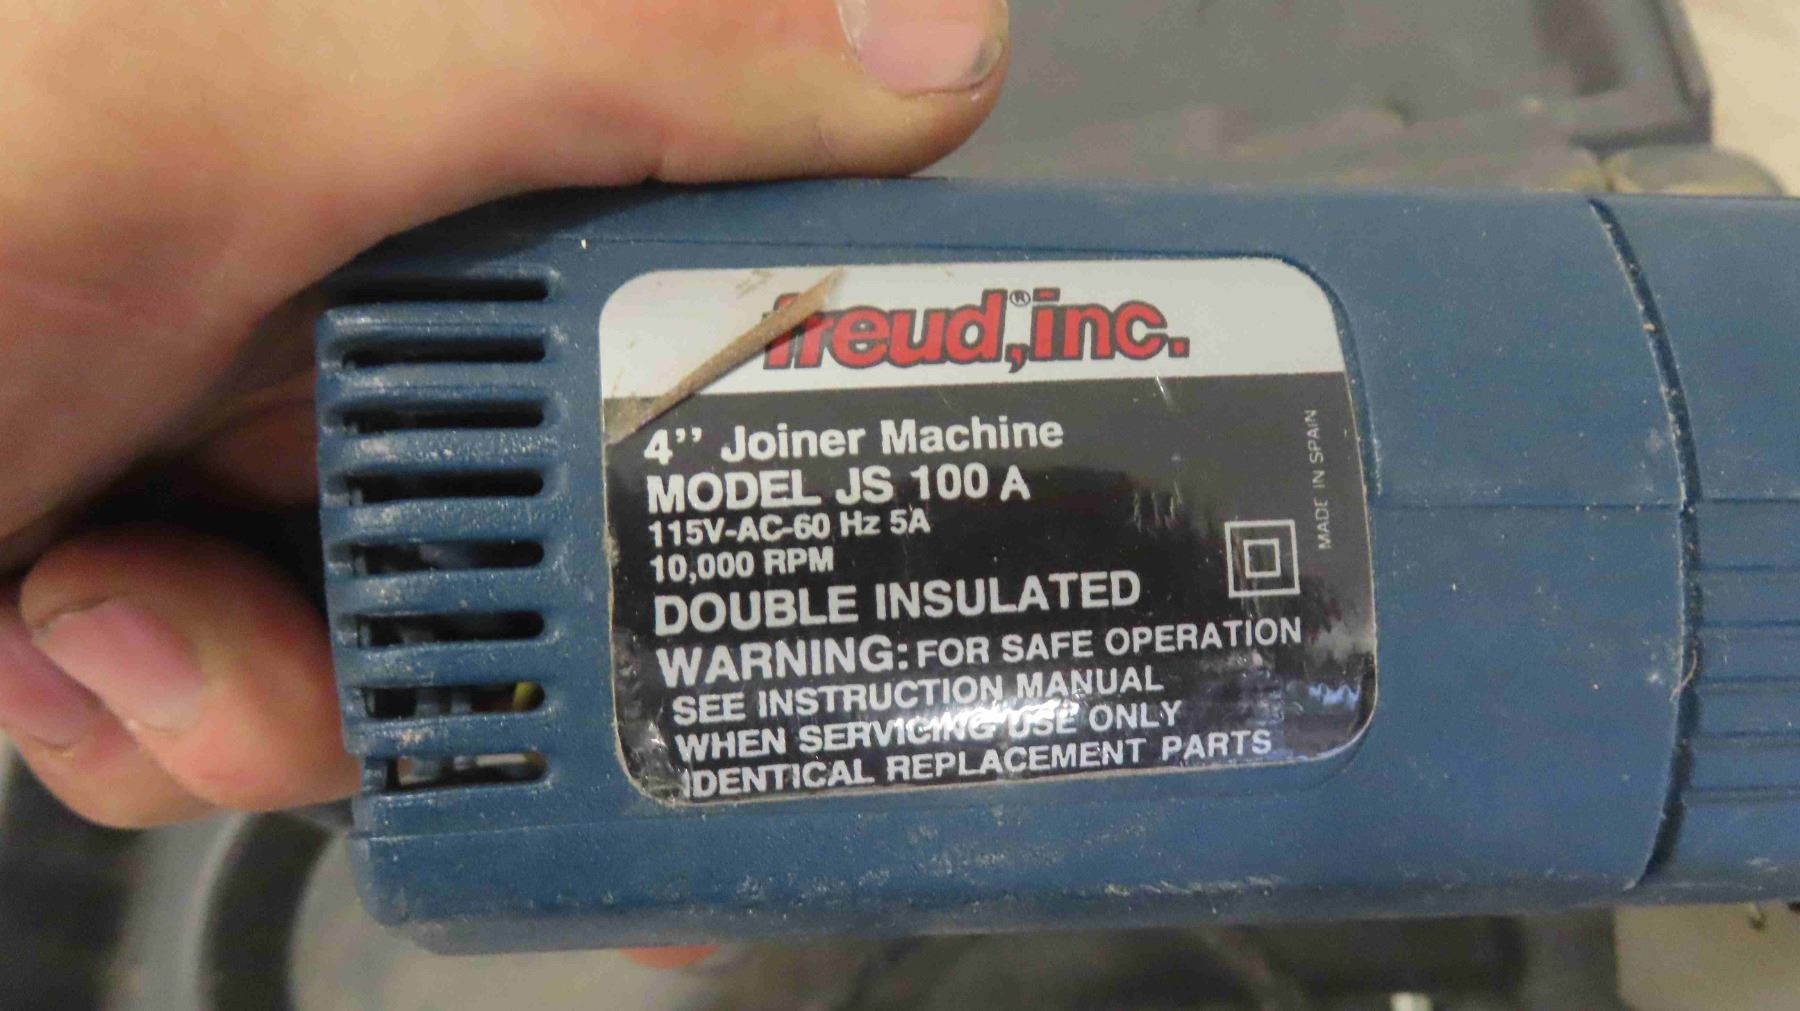 freud,® inc.
4’’ Joiner Machine
MODEL JS 100 A
115V-AC-60 Hz 5A
10,000 RPM
DOUBLE INSULATED
WARNING: FOR SAFE OPERATION
SEE INSTRUCTION MANUAL
WHEN SERVICING USE ONLY
IDENTICAL REPLACEMENT PARTS
MADE IN SPAIN